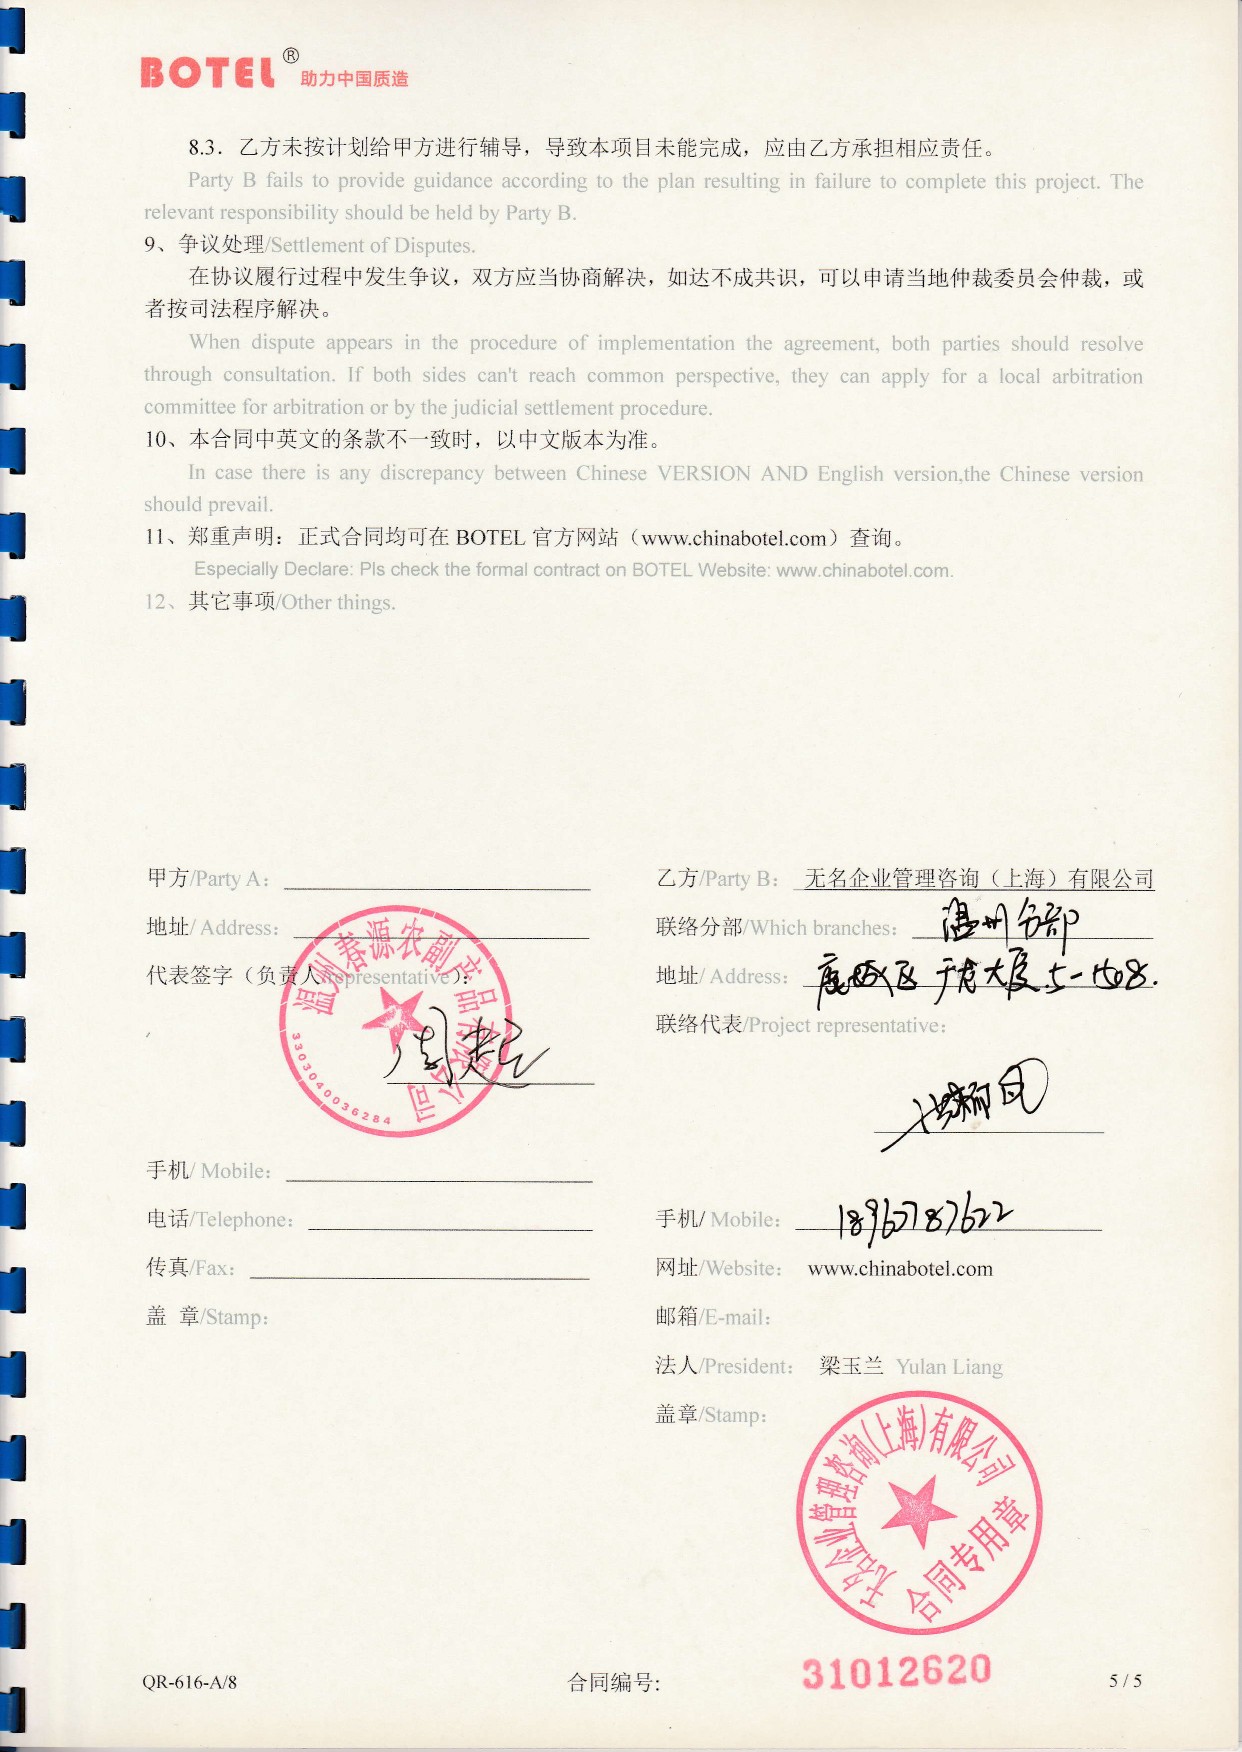 BOTEL® 助力中国质造
8.3．乙方未按计划给甲方进行辅导，导致本项目未能完成，应由乙方承担相应责任。
Party B fails to provide guidance according to the plan resulting in failure to complete this project. The
relevant responsibility should be held by Party B.
9、争议处理/Settlement of Disputes.
在协议履行过程中发生争议，双方应当协商解决，如达不成共识，可以申请当地仲裁委员会仲裁，或
者按司法程序解决。
When dispute appears in the procedure of implementation the agreement, both parties should resolve
through consultation. If both sides can't reach common perspective, they can apply for a local arbitration
committee for arbitration or by the judicial settlement procedure.
10、本合同中英文的条款不一致时，以中文版本为准。
In case there is any discrepancy between Chinese VERSION AND English version,the Chinese version
should prevail.
11、郑重声明：正式合同均可在 BOTEL 官方网站（www.chinabotel.com）查询。
Especially Declare: Pls check the formal contract on BOTEL Website: www.chinabotel.com.
12、其它事项/Other things.
甲方/Party A：
乙方/Party B： 无名企业管理咨询（上海）有限公司
地址/ Address:
联络分部/Which branches: 温州分部
代表签字（负责人/representative）:
地址/ Address: 大厦 5-1508.
联络代表/Project representative:
温州 源农副产品有限公司
3303040036284
手机/ Mobile:
电话/Telephone:
手机/ Mobile: 18967787622
传真/Fax:
网址/Website: www.chinabotel.com
盖 章/Stamp:
邮箱/E-mail:
法人/President: 梁玉兰 Yulan Liang
盖章/Stamp:
无名企业管理咨询(上海)有限公司
合同专用章
QR-616-A/8
合同编号:
31012620
5 / 5